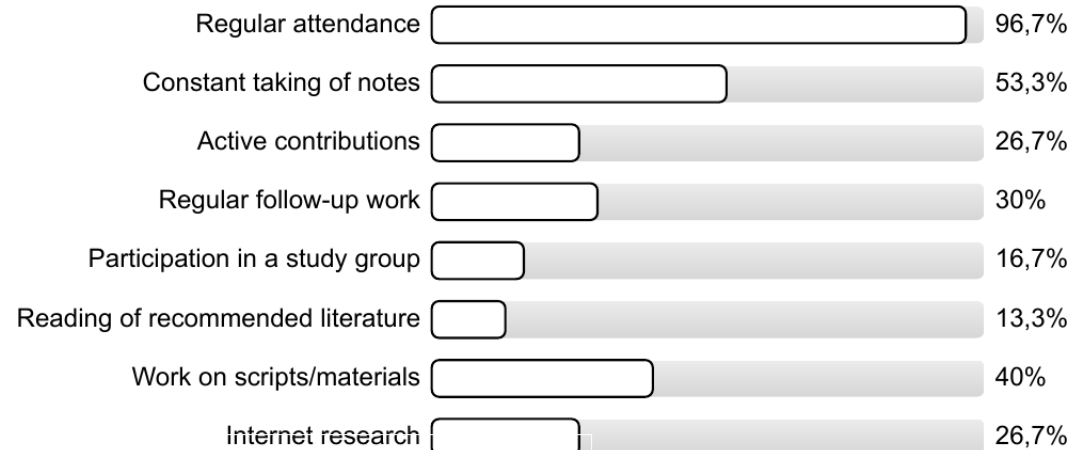 Regular attendance 96,7%
Constant taking of notes 53,3%
Active contributions 26,7%
Regular follow-up work 30%
Participation in a study group 16,7%
Reading of recommended literature 13,3%
Work on scripts/materials 40%
Internet research 26,7%